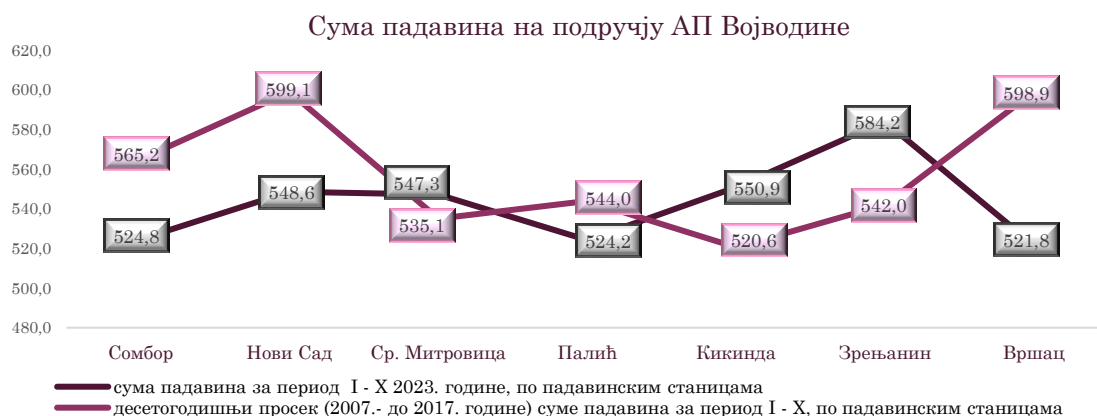 Сума падавина на подручју АП Војводине
620,0
600,0
580,0
560,0
540,0
520,0
500,0
480,0
565,2
599,1
535,1
544,0
520,6
542,0
598,9
524,8
548,6
547,3
524,2
550,9
584,2
521,8
Сомбор
Нови Сад
Ср. Митровица
Палић
Кикинда
Зрењанин
Вршац
сума падавина за период I - X 2023. године, по падавинским станицама
десетогодишњи просек (2007.- до 2017. године) суме падавина за период I - X, по падавинским станицама